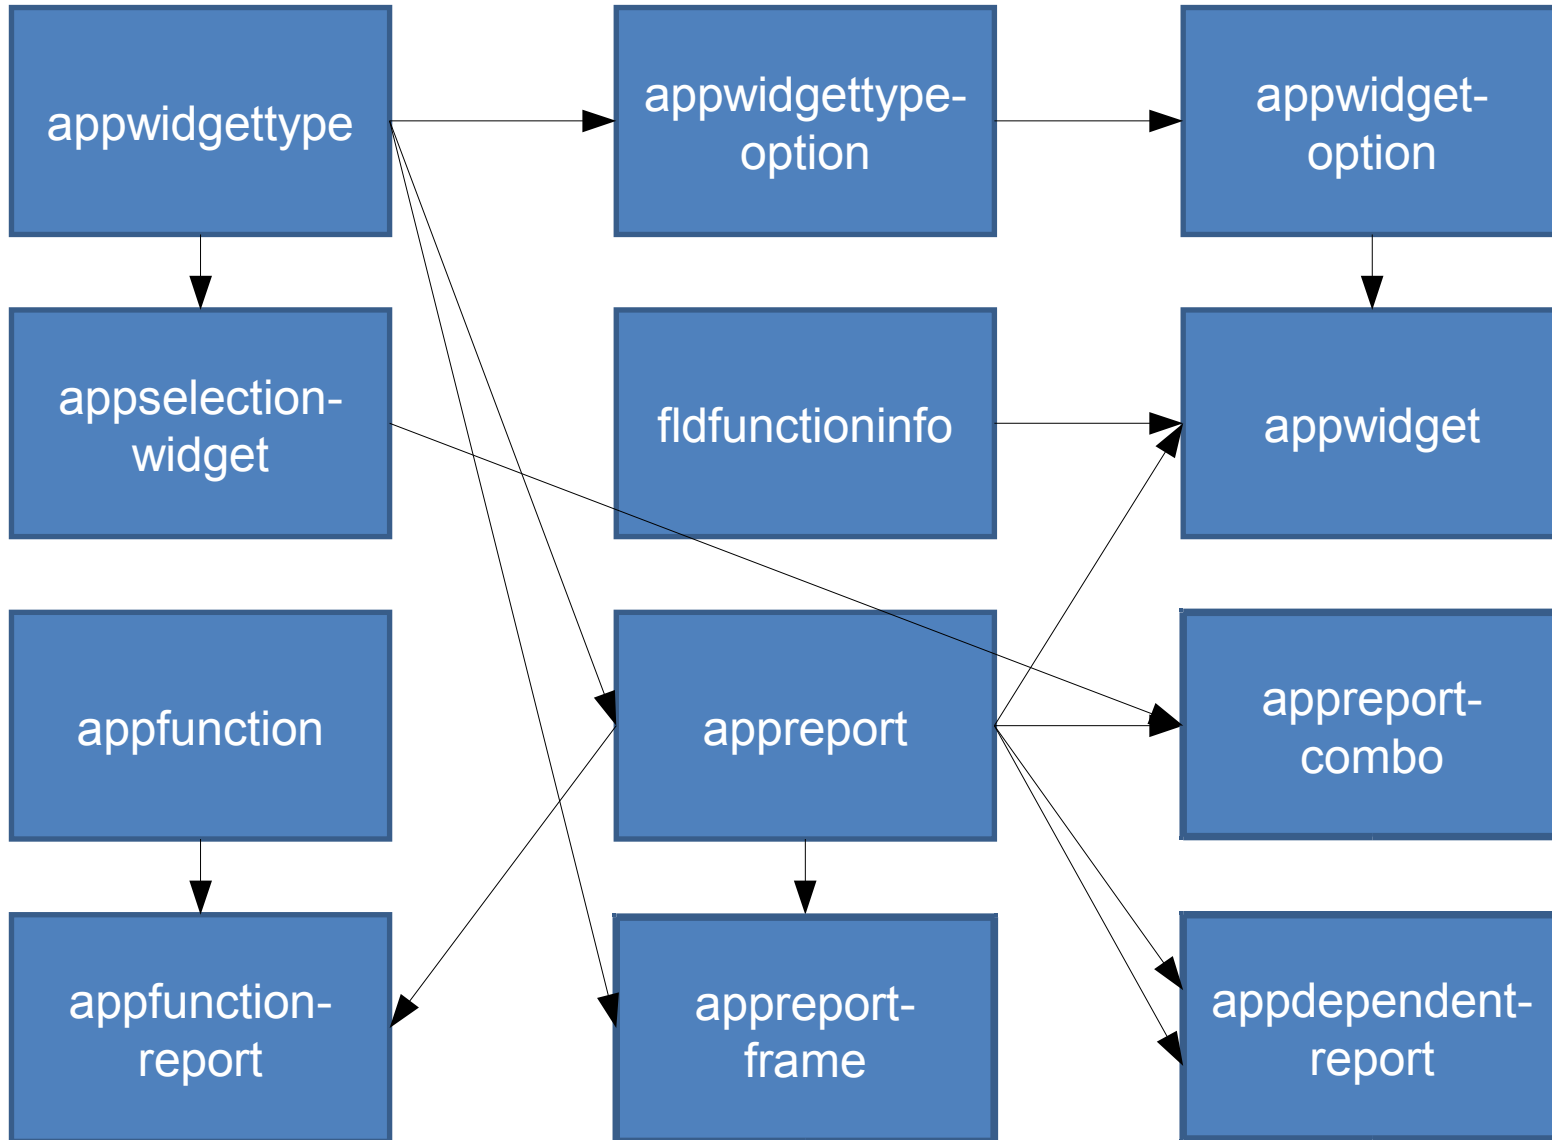 appwidgettype
appwidgettype-
option
appwidget-
option
appselection-
widget
fldfunctioninfo
appwidget
appfunction
appreport
appreport-
combo
appfunction-
report
appreport-
frame
appdependent-
report